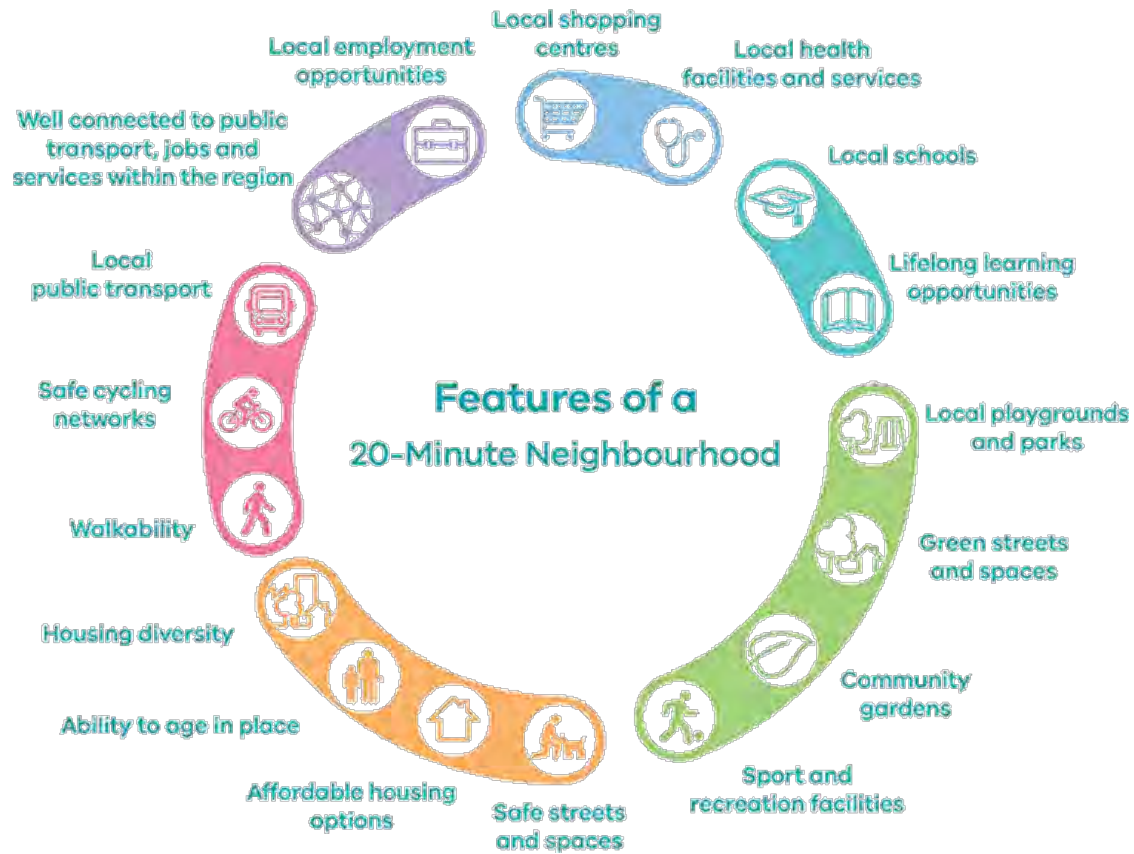 Features of a
20-Minute Neighbourhood
Local shopping
centres
Local health
facilities and services
Local schools
Lifelong learning
opportunities
Local playgrounds
and parks
Green streets
and spaces
Community
gardens
Sport and
recreation facilities
Safe streets
and spaces
Affordable housing
options
Ability to age in place
Housing diversity
Walkability
Safe cycling
networks
Local
public transport
Well connected to public
transport, jobs and
services within the region
Local employment
opportunities